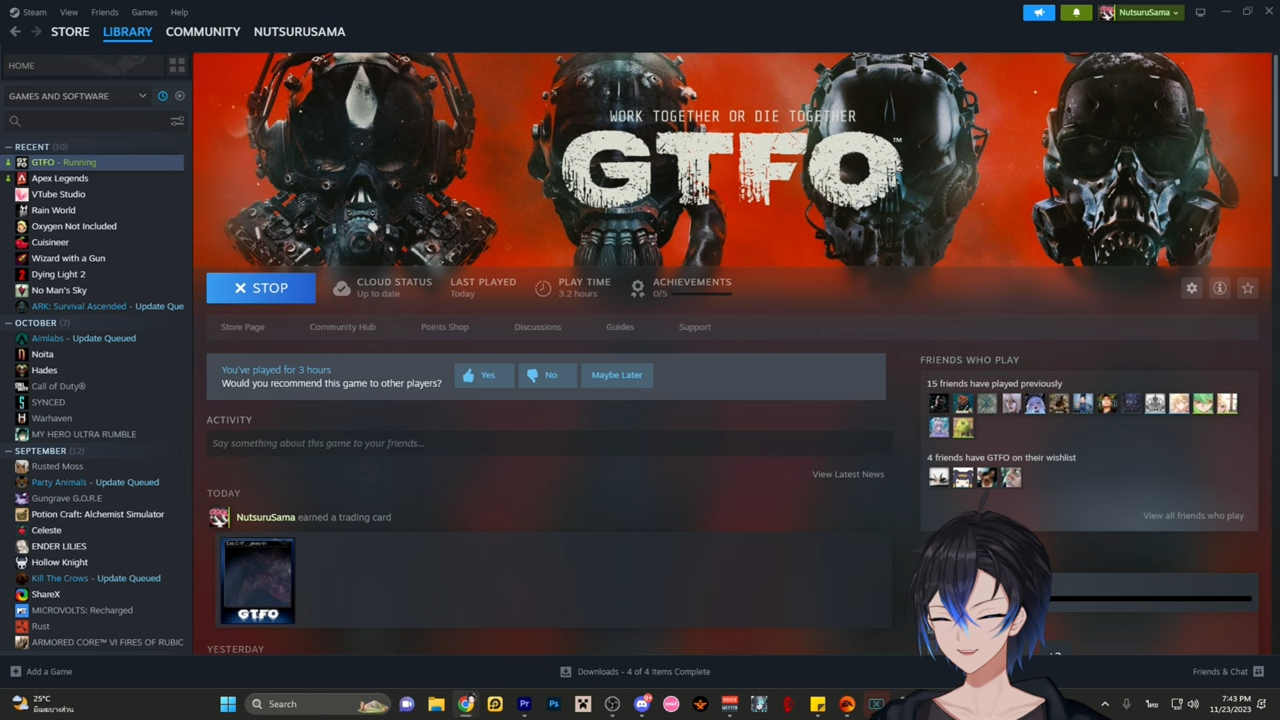 Steam View Friends Games Help
NutsuruSama
STORE LIBRARY COMMUNITY NUTSURUSAMA
HOME
GAMES AND SOFTWARE
RECENT (10)
GTFO - Running
Apex Legends
VTube Studio
Rain World
Oxygen Not Included
Cuisineer
Wizard with a Gun
Dying Light 2
No Man's Sky
ARK: Survival Ascended - Update Que
OCTOBER (7)
Aimlabs - Update Queued
Noita
Hades
Call of Duty®
SYNCED
Warhaven
MY HERO ULTRA RUMBLE
SEPTEMBER (12)
Rusted Moss
Party Animals - Update Queued
Gungrave G.O.R.E
Potion Craft: Alchemist Simulator
Celeste
ENDER LILIES
Hollow Knight
Kill The Crows - Update Queued
ShareX
MICROVOLTS: Recharged
Rust
ARMORED CORE™ VI FIRES OF RUBIC
WORK TOGETHER OR DIE TOGETHER
GTFO™
STOP
CLOUD STATUS
Up to date
LAST PLAYED
Today
PLAY TIME
3.2 hours
ACHIEVEMENTS
0/5
Store Page Community Hub Points Shop Discussions Guides Support
You've played for 3 hours
Would you recommend this game to other players?
Yes No Maybe Later
ACTIVITY
Say something about this game to your friends...
View Latest News
TODAY
NutsuruSama earned a trading card
GTFO
YESTERDAY
FRIENDS WHO PLAY
15 friends have played previously
4 friends have GTFO on their wishlist
View all friends who play
Add a Game
Downloads - 4 of 4 Items Complete
Friends & Chat
25°C
Search
9+
osu!
ไทย
7:43 PM
11/23/2023